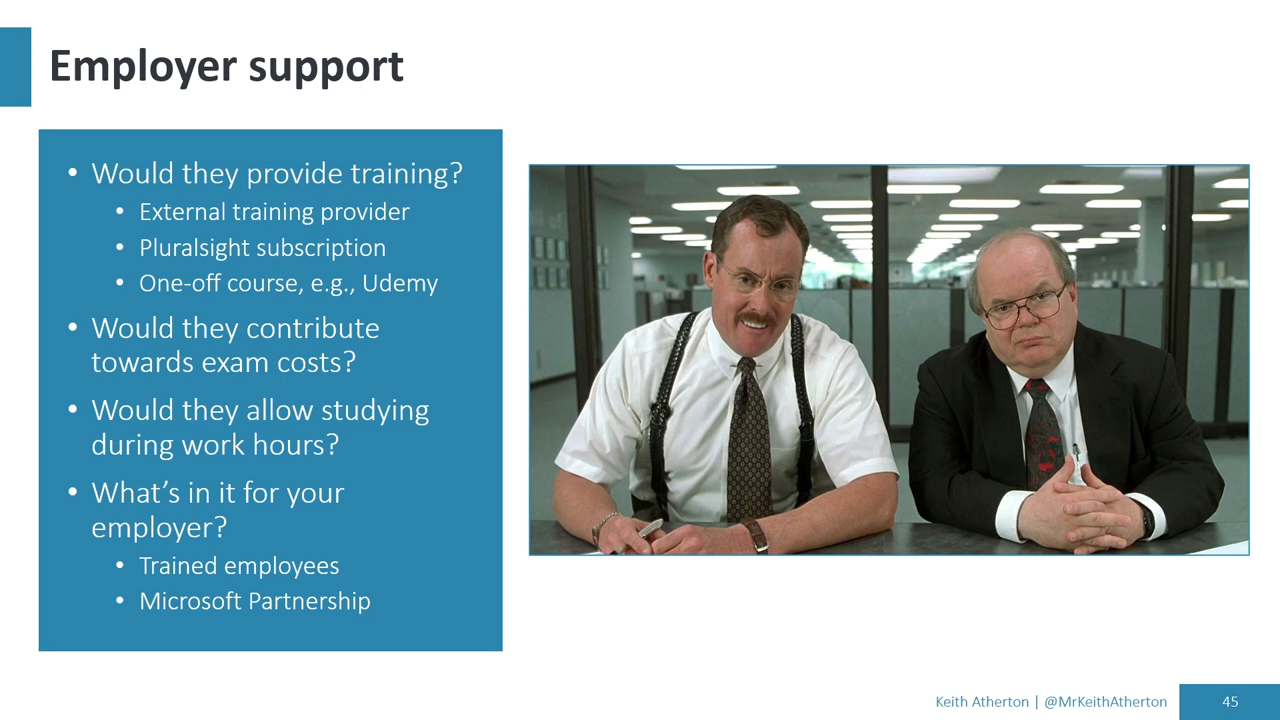 Employer support
• Would they provide training?
• External training provider
• Pluralsight subscription
• One-off course, e.g., Udemy
• Would they contribute
towards exam costs?
• Would they allow studying
during work hours?
• What’s in it for your
employer?
• Trained employees
• Microsoft Partnership
Keith Atherton | @MrKeithAtherton
45